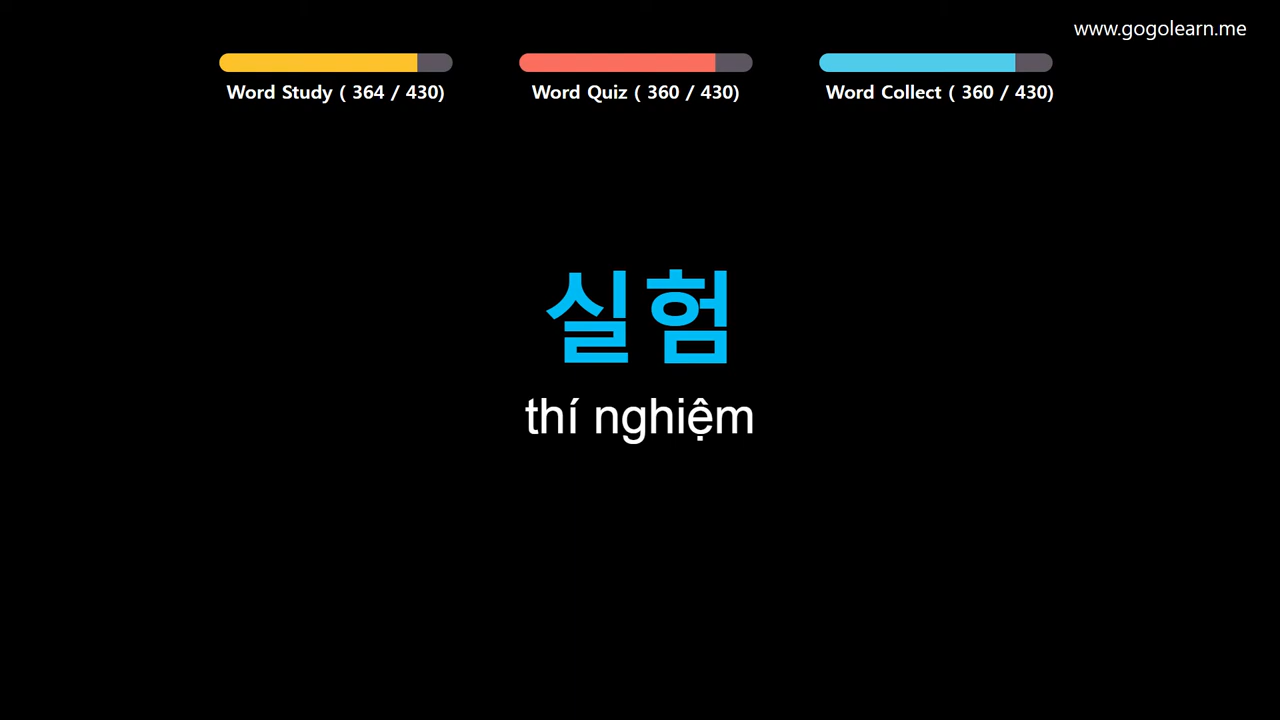 www.gogolearn.me
Word Study ( 364 / 430)
Word Quiz ( 360 / 430)
Word Collect ( 360 / 430)
실험
thí nghiệm